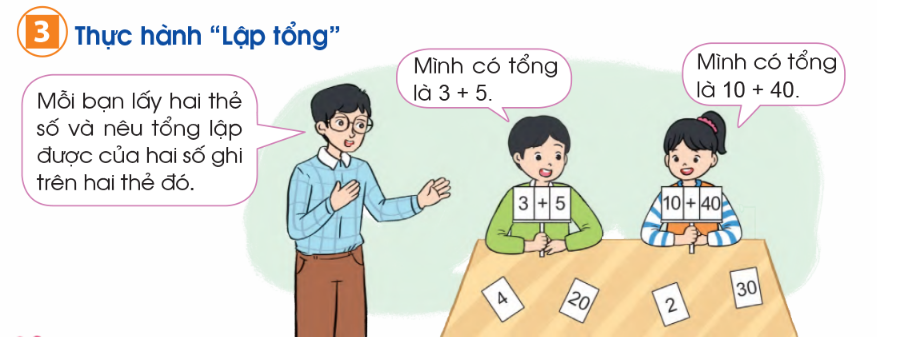 3 Thực hành “Lập tổng”
Mỗi bạn lấy hai thẻ
số và nêu tổng lập
được của hai số ghi
trên hai thẻ đó.
Mình có tổng
là 3 + 5.
Mình có tổng
là 10 + 40.
3 + 5
10 + 40
4
20
2
30